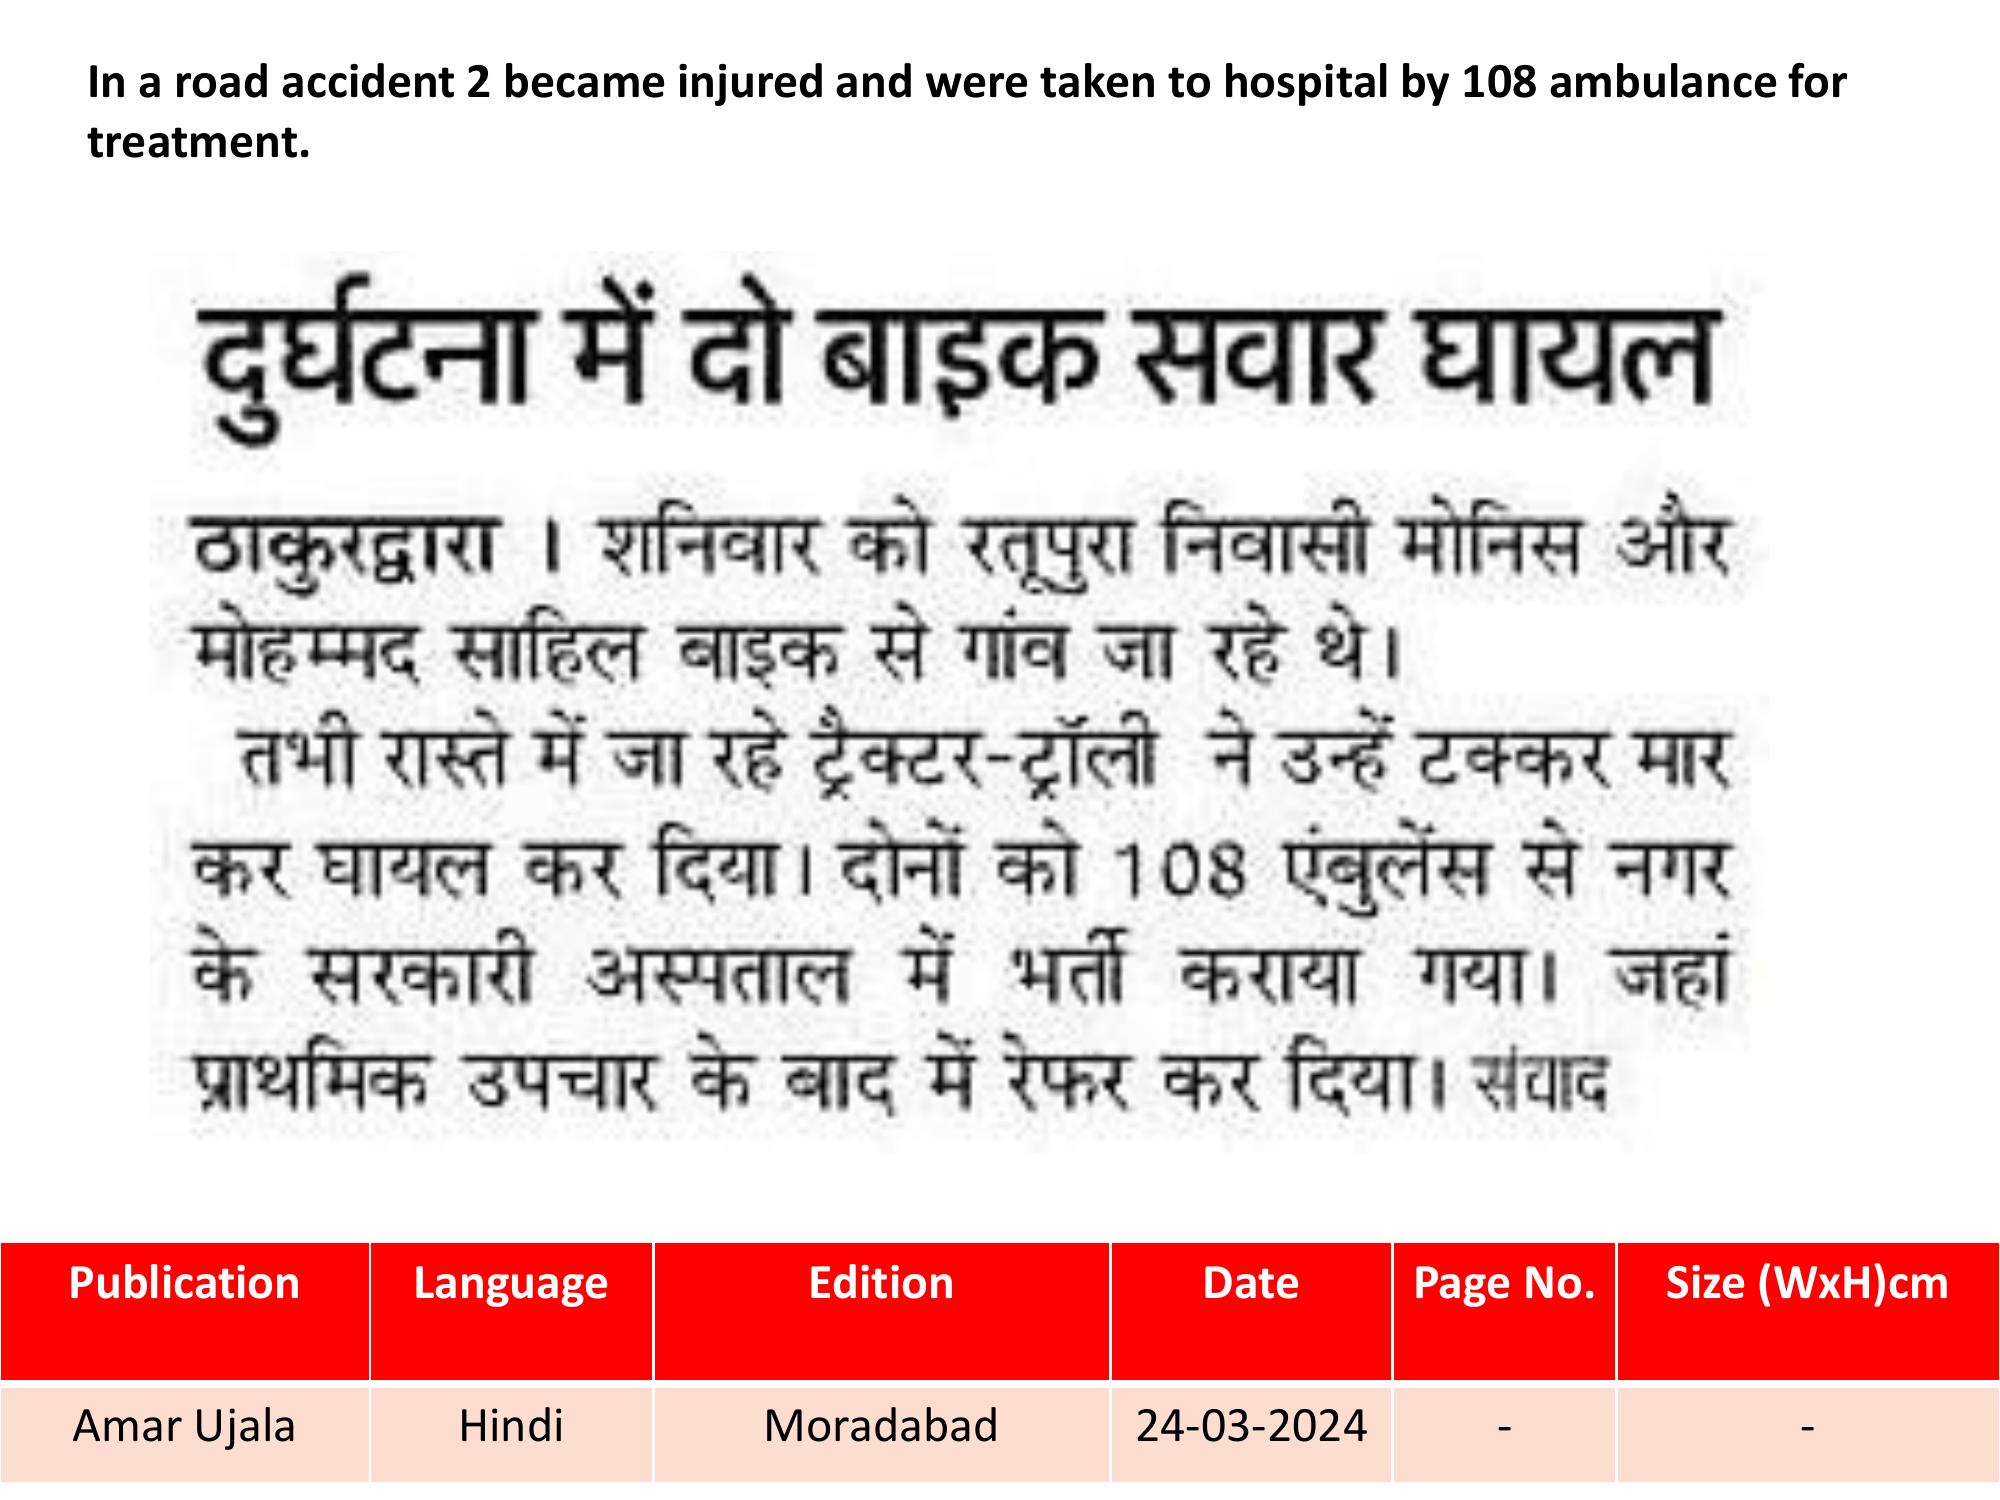 In a road accident 2 became injured and were taken to hospital by 108 ambulance for
treatment.
दुर्घटना में दो बाइक सवार घायल
ठाकुरद्वारा । शनिवार को रतूपुरा निवासी मोनिस और
मोहम्मद साहिल बाइक से गांव जा रहे थे।
तभी रास्ते में जा रहे ट्रैक्टर-ट्रॉली ने उन्हें टक्कर मार
कर घायल कर दिया। दोनों को 108 एंबुलेंस से नगर
के सरकारी अस्पताल में भर्ती कराया गया। जहां
प्राथमिक उपचार के बाद में रेफर कर दिया। संवाद
Publication Language Edition Date Page No. Size (WxH)cm
Amar Ujala Hindi Moradabad 24-03-2024 - -